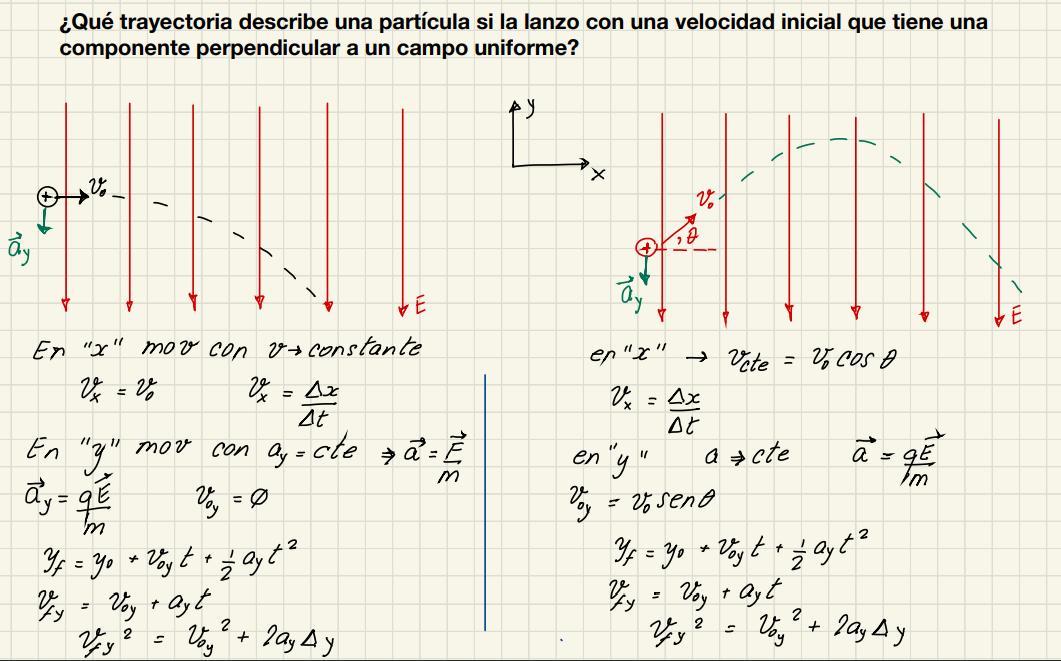 ¿Qué trayectoria describe una partícula si la lanzo con una velocidad inicial que tiene una
componente perpendicular a un campo uniforme?
y
x
+ v₀
a⃗y
E
En "x" mov con v→constante
vₓ = v₀    vₓ = Δx/Δt
En "y" mov con ay = cte ⇒ a⃗ = F⃗/m
a⃗y = qE⃗/m    v₀y = ∅
yf = y₀ + v₀y t + 1/2 ay t²
vfy = v₀y + ay t
vfy² = v₀y² + 2ay Δy
+ v₀
θ
a⃗y
E
en "x" → vcte = v₀ cos θ
vₓ = Δx/Δt
en "y"    a ⇒ cte    a⃗ = qE⃗/m
v₀y = v₀ sen θ
yf = y₀ + v₀y t + 1/2 ay t²
vfy = v₀y + ay t
vfy² = v₀y² + 2ay Δy